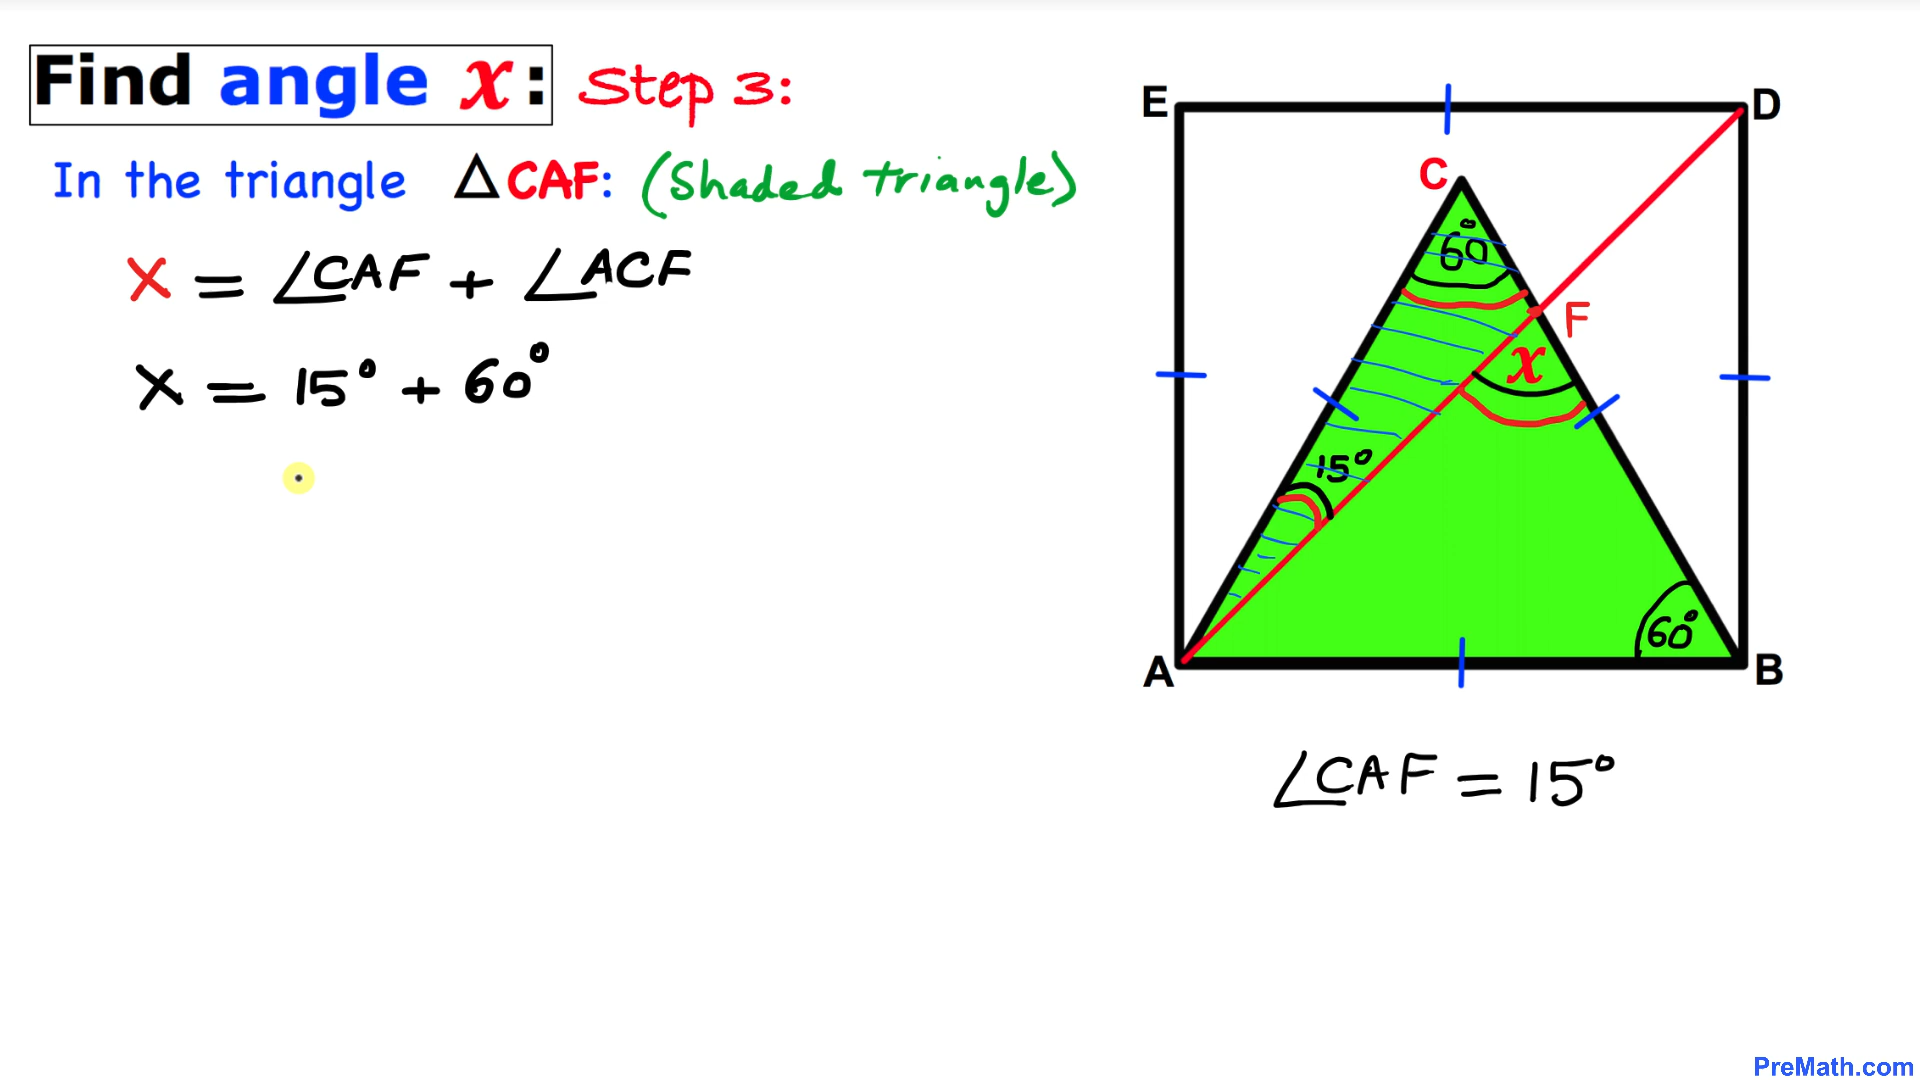 Find angle x: Step 3:
In the triangle △CAF: (Shaded triangle)
x = ∠CAF + ∠ACF
x = 15° + 60°
E
D
C
60°
F
x
15°
60°
A
B
∠CAF = 15°
PreMath.com